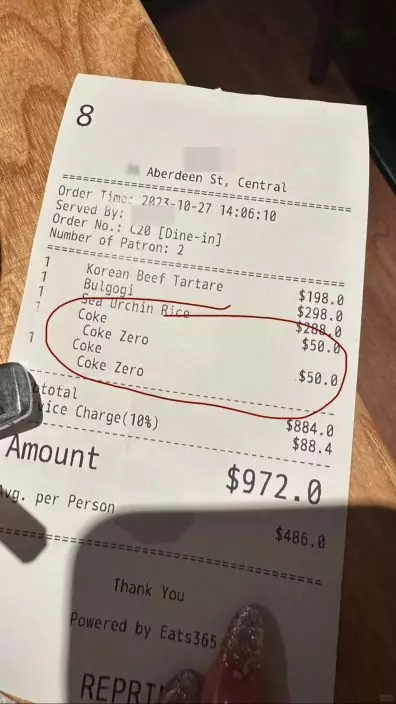 8
Aberdeen St, Central
Order Time: 2023-10-27 14:06:10
Served By:
Order No.: L20 [Dine-in]
Number of Patron: 2
1 Korean Beef Tartare $198.0
1 Bulgogi $298.0
1 Sea Urchin Rice $288.0
1 Coke $50.0
Coke Zero
1 Coke $50.0
Coke Zero
total $884.0
vice Charge(10%) $88.4
Amount $972.0
Avg. per Person $486.0
Thank You
Powered by Eats365
REPRI